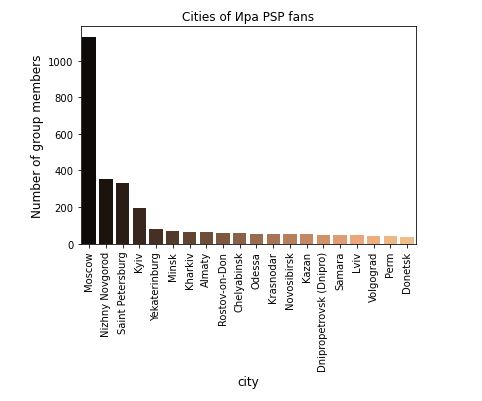 Cities of Ира PSP fans
Number of group members
1000
800
600
400
200
0
Moscow
Nizhny Novgorod
Saint Petersburg
Kyiv
Yekaterinburg
Minsk
Kharkiv
Almaty
Rostov-on-Don
Chelyabinsk
Odessa
Krasnodar
Novosibirsk
Kazan
Dnipropetrovsk (Dnipro)
Samara
Lviv
Volgograd
Perm
Donetsk
city